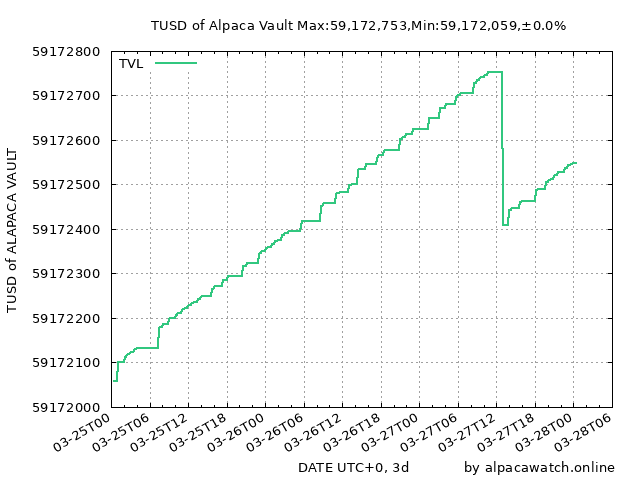 TUSD of Alpaca Vault Max:59,172,753,Min:59,172,059,±0.0%
TVL
TUSD of ALAPACA VAULT
59172800
59172700
59172600
59172500
59172400
59172300
59172200
59172100
59172000
03-25T00
03-25T06
03-25T12
03-25T18
03-26T00
03-26T06
03-26T12
03-26T18
03-27T00
03-27T06
03-27T12
03-27T18
03-28T00
03-28T06
DATE UTC+0, 3d
by alpacawatch.online